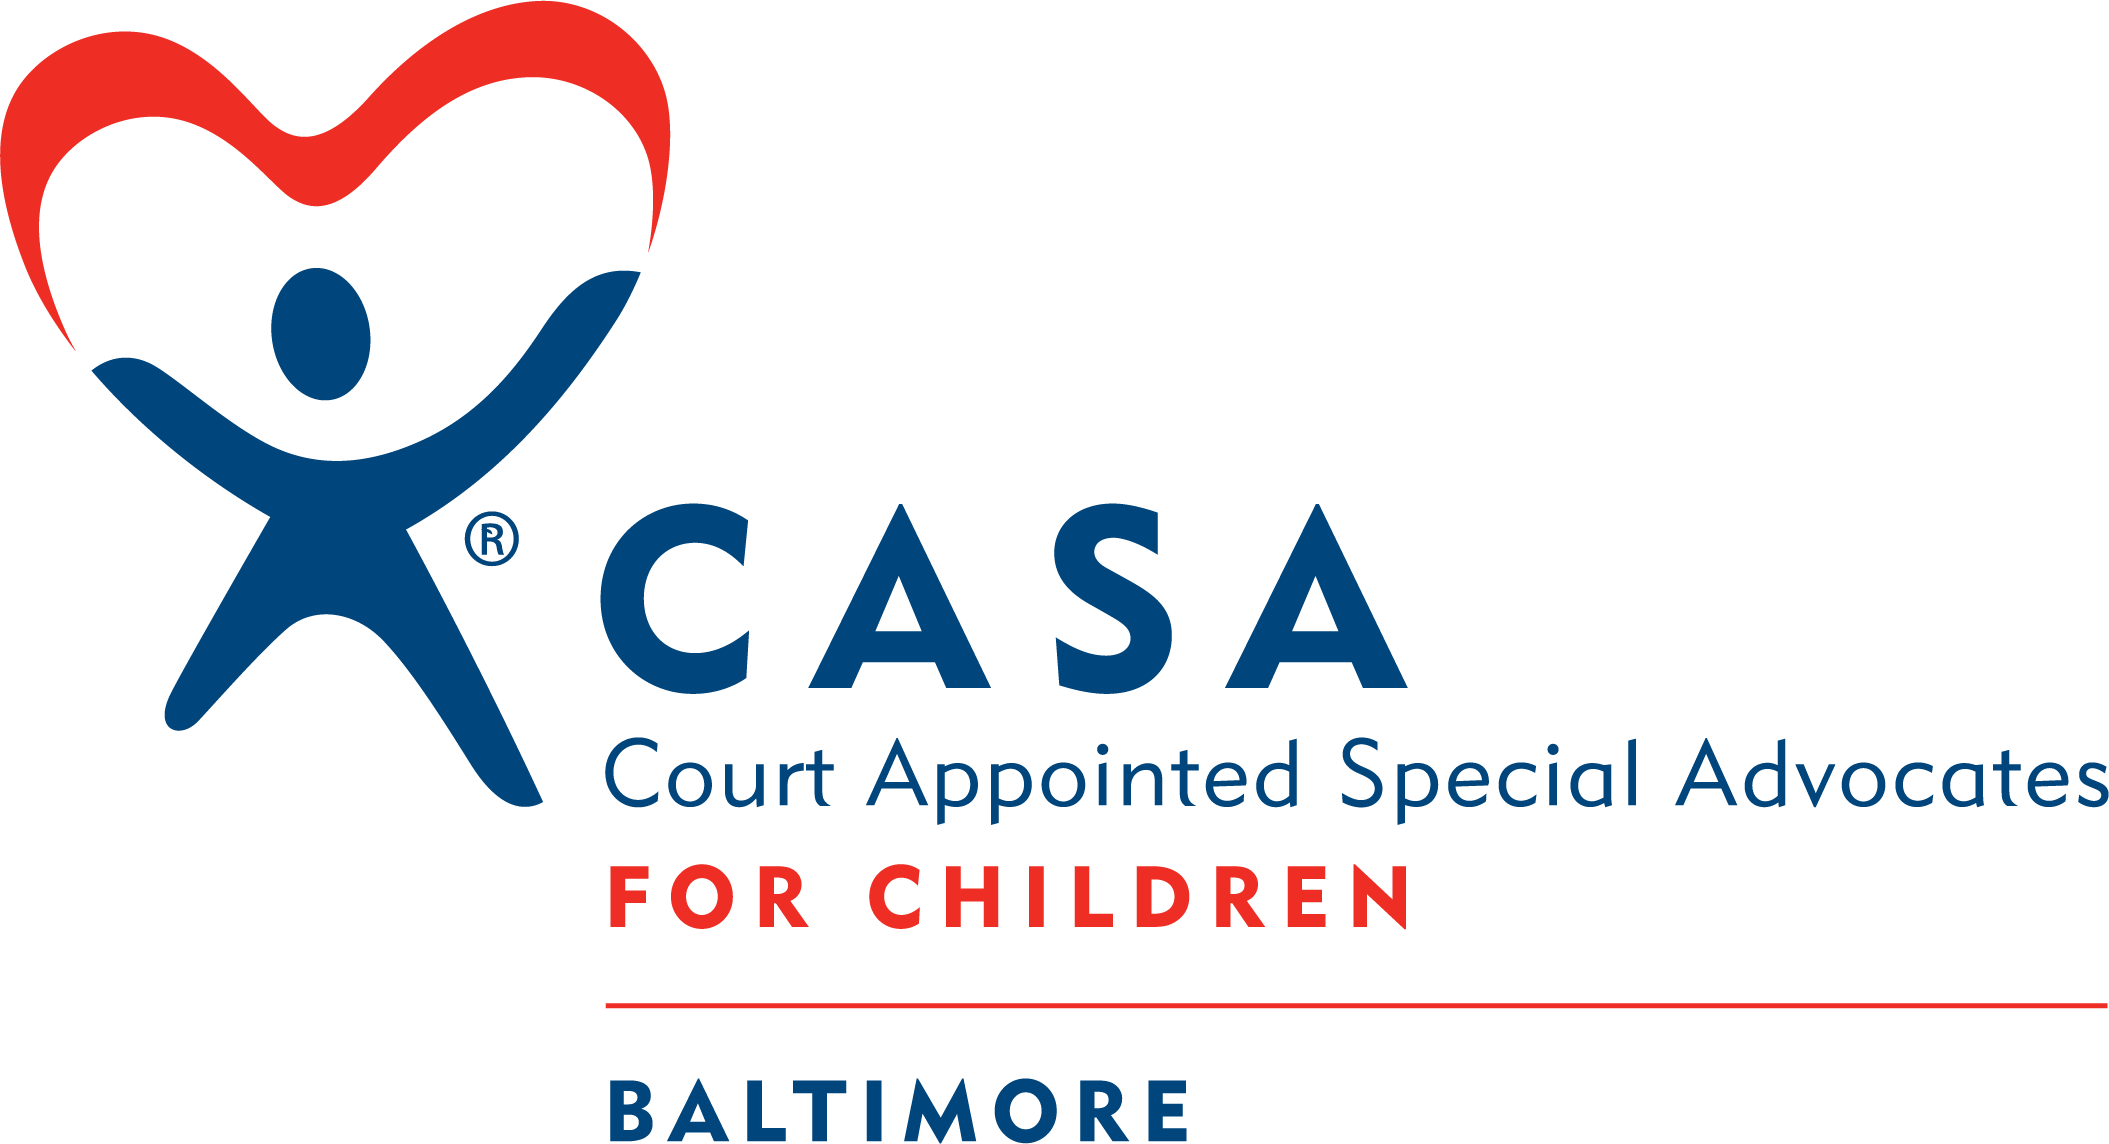 ® CASA
Court Appointed Special Advocates
FOR CHILDREN
BALTIMORE